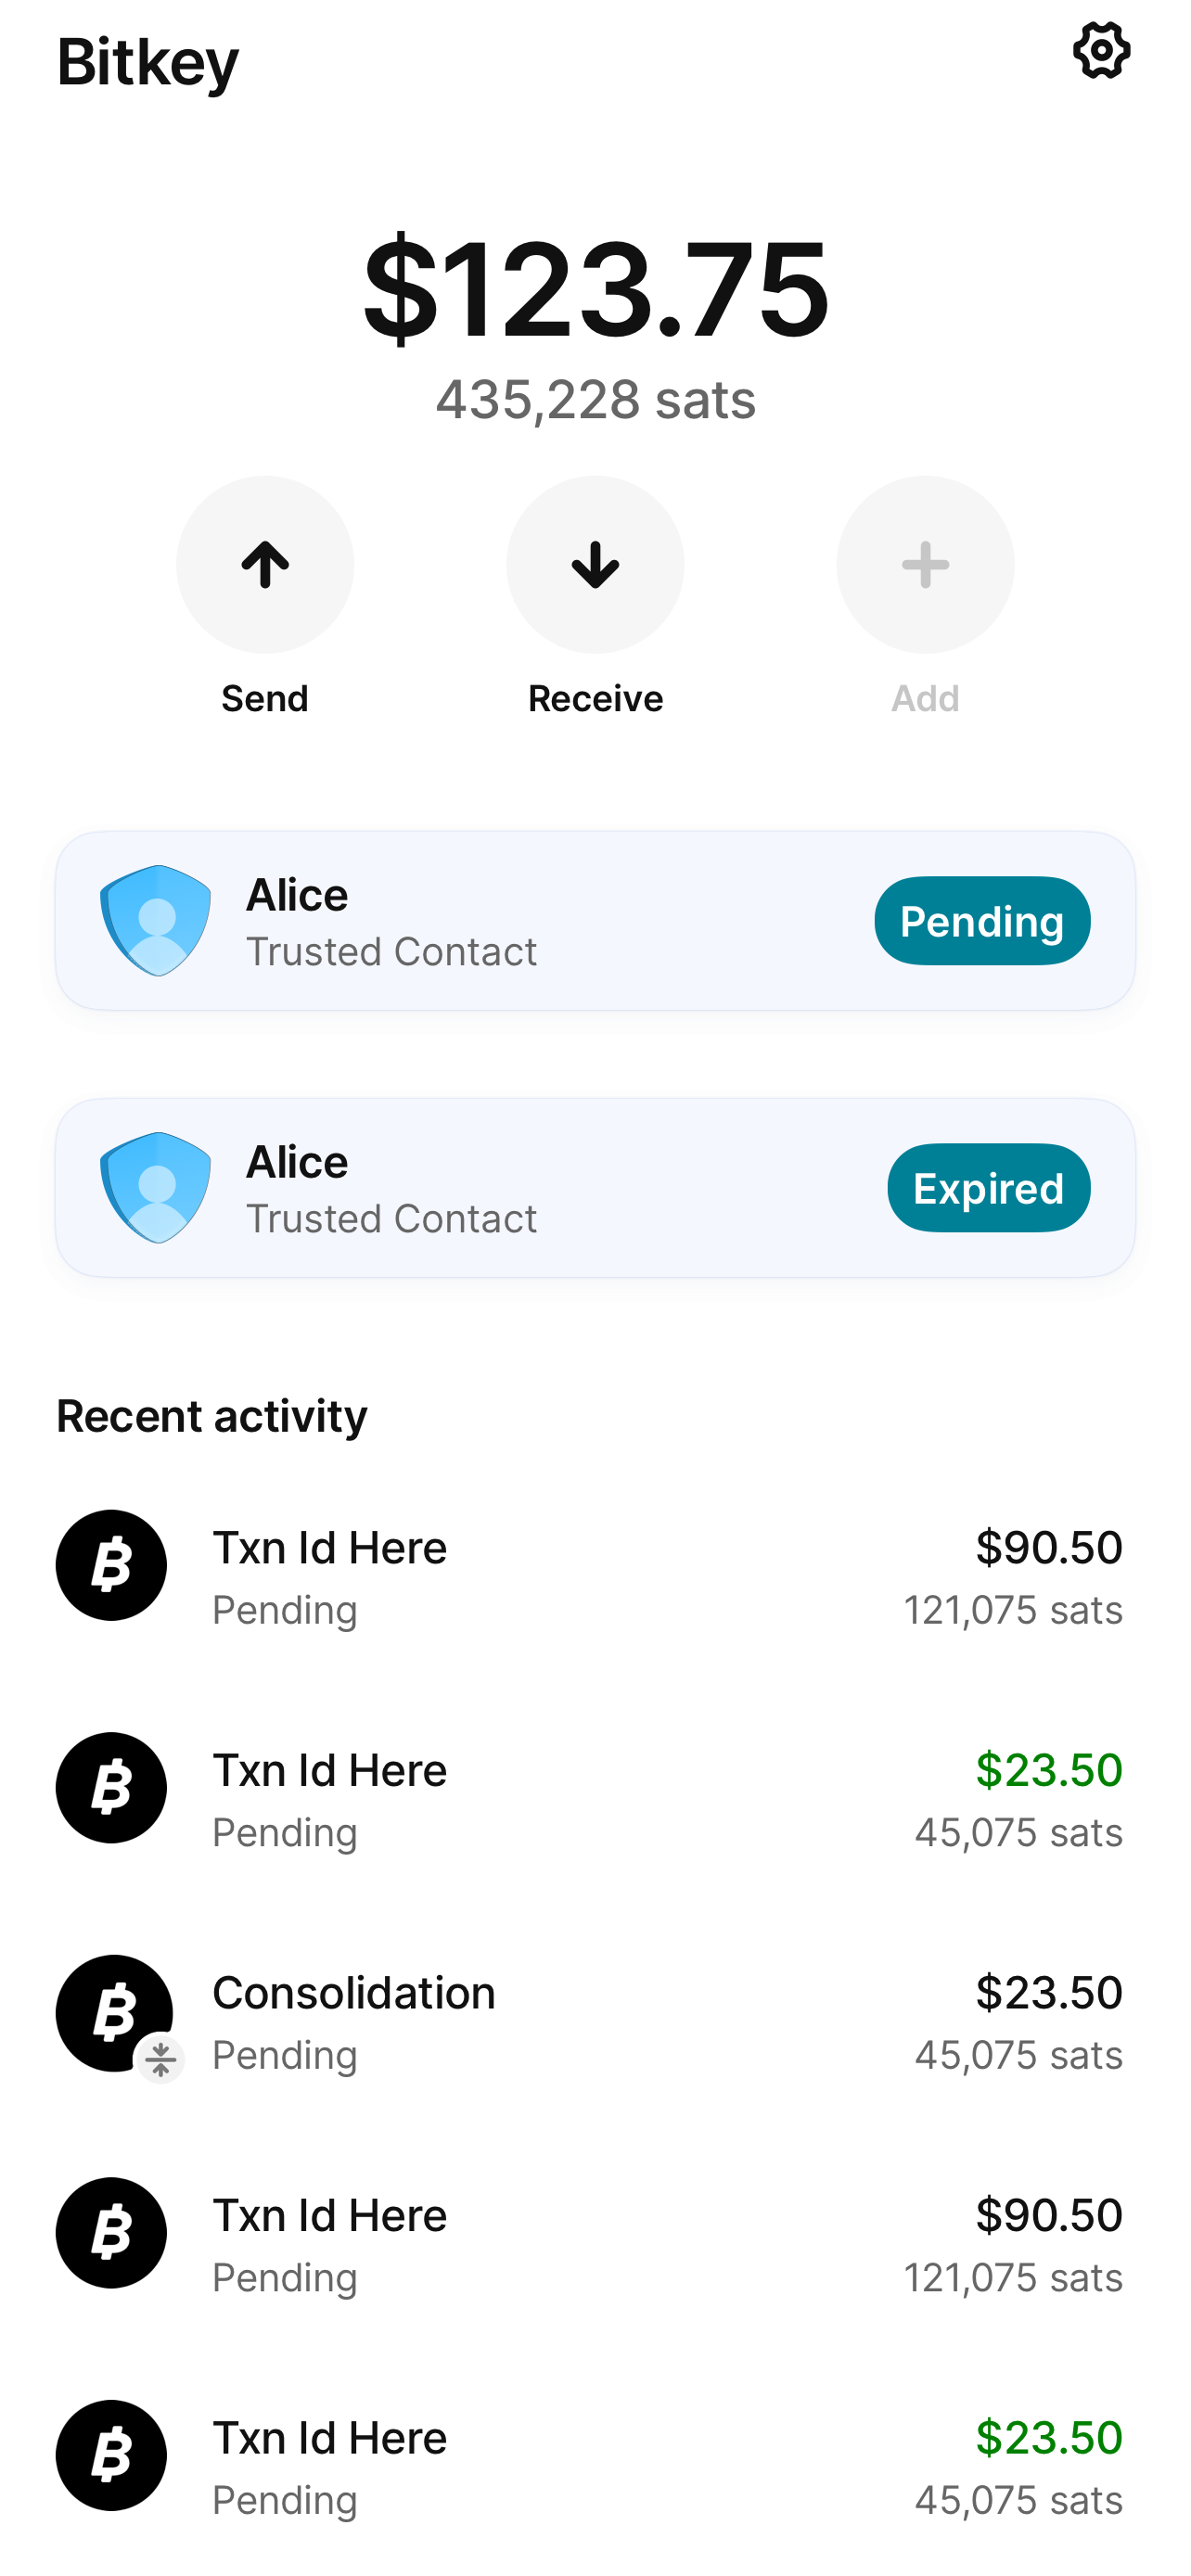 Bitkey
$123.75
435,228 sats
Send Receive Add
Alice
Trusted Contact
Pending
Alice
Trusted Contact
Expired
Recent activity
Txn Id Here $90.50
Pending 121,075 sats
Txn Id Here $23.50
Pending 45,075 sats
Consolidation $23.50
Pending 45,075 sats
Txn Id Here $90.50
Pending 121,075 sats
Txn Id Here $23.50
Pending 45,075 sats